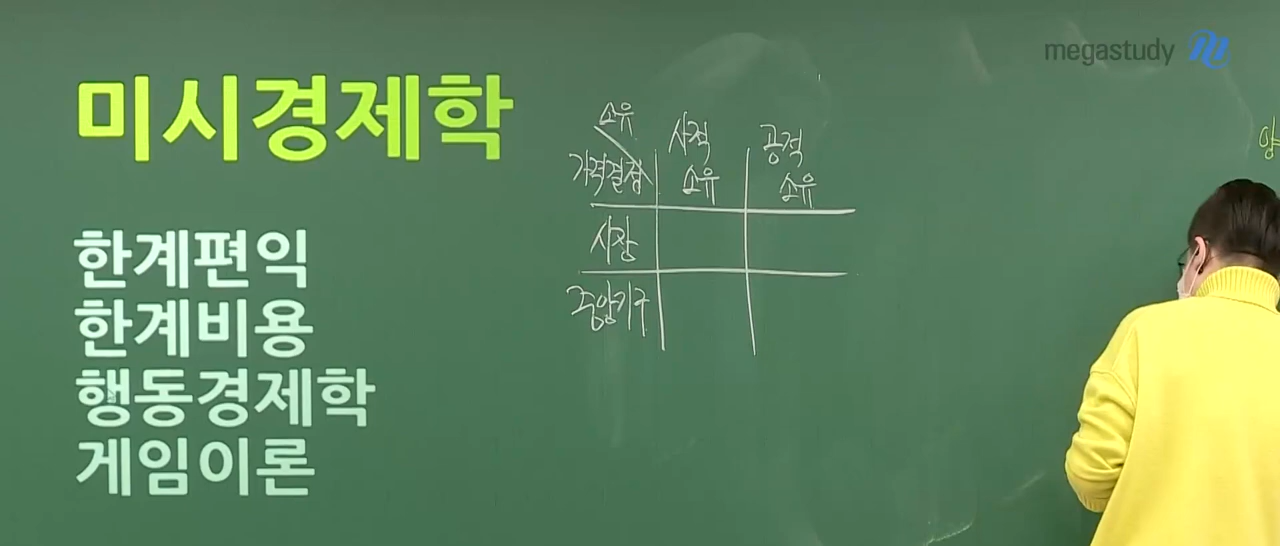 megastudy
미시경제학
한계편익
한계비용
행동경제학
게임이론
소유
가격결정
사적
소유
공적
소유
시장
중앙기구
양